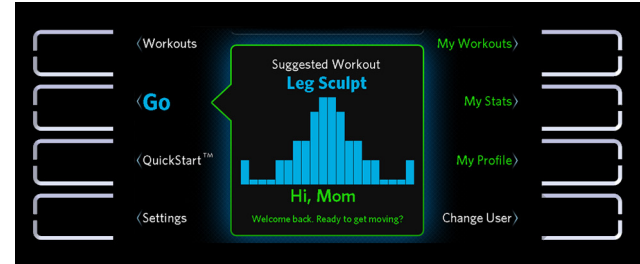 Workouts
Go
QuickStart™
Settings
Suggested Workout
Leg Sculpt
Hi, Mom
Welcome back. Ready to get moving?
My Workouts
My Stats
My Profile
Change User